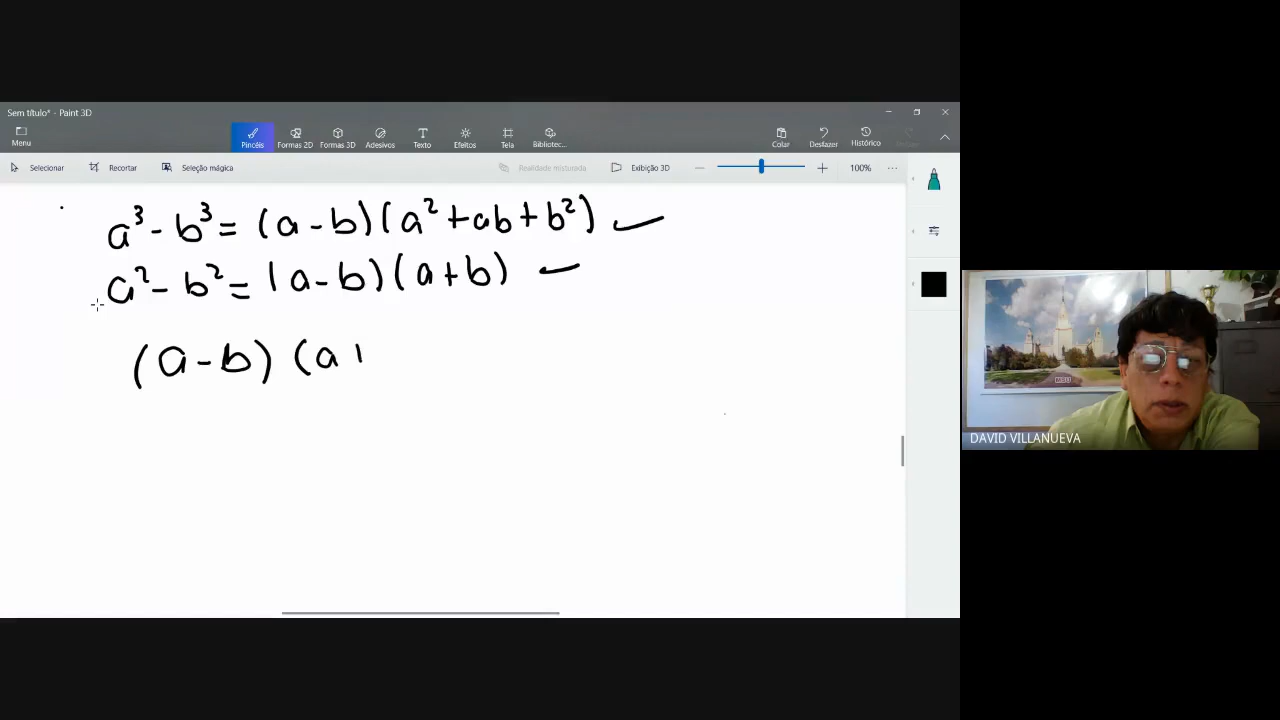 Sem título* - Paint 3D
Menu
Pincéis
Formas 2D
Formas 3D
Adesivos
Texto
Efeitos
Tela
Bibliotec...
Colar
Desfazer
Histórico
Selecionar
Recortar
Seleção mágica
Realidade misturada
Exibição 3D
100%
a³ - b³ = (a - b)(a² + ab + b²)
a² - b² = (a - b)(a + b)
(a - b) (a
MSU
DAVID VILLANUEVA